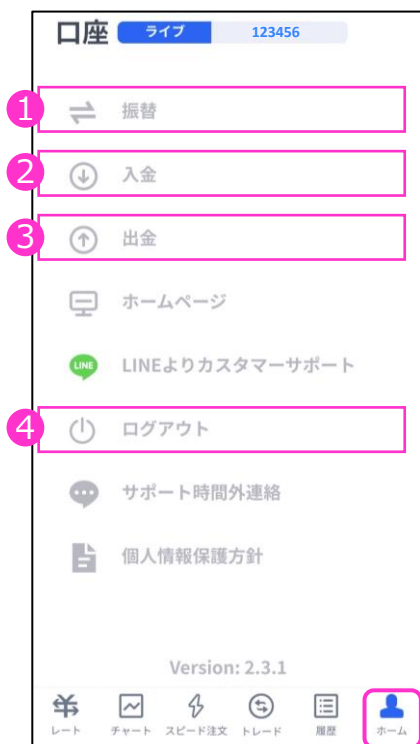 口座 ライブ 123456
1 振替
2 入金
3 出金
ホームページ
LINE LINEよりカスタマーサポート
4 ログアウト
サポート時間外連絡
個人情報保護方針
Version: 2.3.1
レート チャート スピード注文 トレード 履歴 ホーム